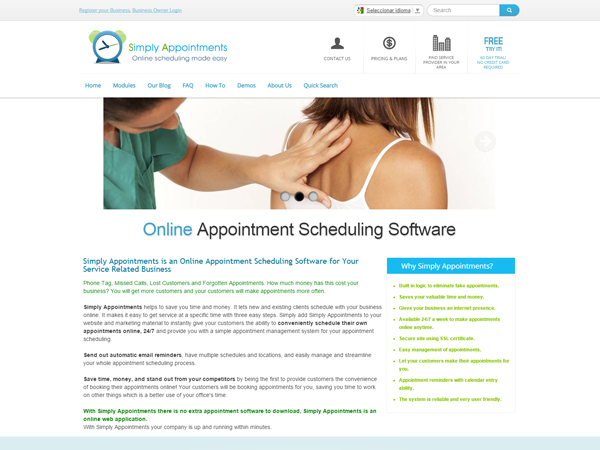 Register your Business, Business Owner Login
Seleccionar idioma ▼
Search
Simply Appointments
Online scheduling made easy
CONTACT US
PRICING & PLANS
FIND SERVICE
PROVIDER IN YOUR
AREA
FREE
TRY IT!
60 DAY TRIAL!
NO CREDIT CARD
REQUIRED
Home Modules Our Blog FAQ How To Demos About Us Quick Search
Online Appointment Scheduling Software
Simply Appointments is an Online Appointment Scheduling Software for Your
Service Related Business
Phone Tag, Missed Calls, Lost Customers and Forgotten Appointments. How much money has this cost your
business? You will get more customers and your customers will make appointments more often.
Simply Appointments helps to save you time and money. It lets new and existing clients schedule with your business
online. It makes it easy to get service at a specific time with three easy steps. Simply add Simply Appointments to your
website and marketing material to instantly give your customers the ability to conveniently schedule their own
appointments online, 24/7 and provide you with a simple appointment management system for your appointment
scheduling.
Send out automatic email reminders, have multiple schedules and locations, and easily manage and streamline
your whole appointment scheduling process.
Save time, money, and stand out from your competitors by being the first to provide customers the convenience
of booking their appointments online! Your customers will be booking appointments for you, saving you time to work
on other things which is a better use of your office's time.
With Simply Appointments there is no extra appointment software to download, Simply Appointments is an
online web application.
With Simply Appointments your company is up and running within minutes.
Why Simply Appointments?
Built in logic to eliminate fake appointments.
Saves your valuable time and money.
Gives your business an internet presence.
Available 24/7 a week to make appointments
online anytime.
Secure site using SSL certificate.
Easy management of appointments.
Let your customers make their appointments for
you.
Appointment reminders with calendar entry
ability.
The system is reliable and very user friendly.